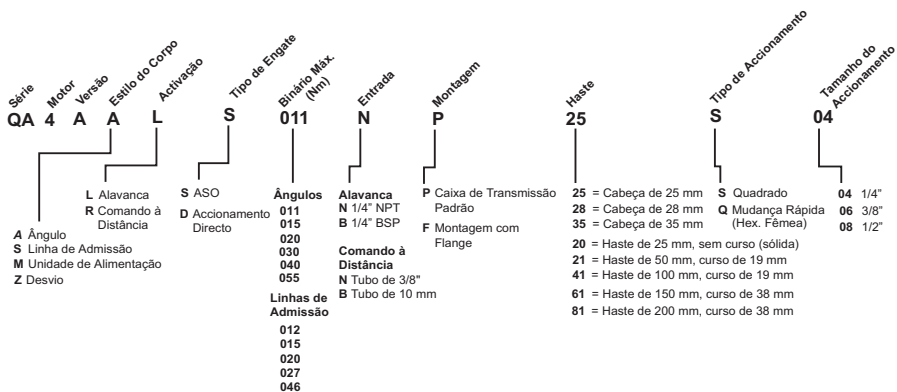 Série
Motor
Versão
Estilo do Corpo
Activação
Tipo de Engate
Binário Máx.
(Nm)
Entrada
Montagem
Haste
Tipo de Accionamento
Tamanho do
Accionamento
QA 4 A A L S 011 N P 25 S 04
A Ângulo
S Linha de Admissão
M Unidade de Alimentação
Z Desvio
L Alavanca
R Comando à
Distância
S ASO
D Accionamento
Directo
Ângulos
011
015
020
030
040
055
Linhas de
Admissão
012
015
020
027
046
Alavanca
N 1/4" NPT
B 1/4" BSP
Comando à
Distância
N Tubo de 3/8"
B Tubo de 10 mm
P Caixa de Transmissão
Padrão
F Montagem com
Flange
25 = Cabeça de 25 mm
28 = Cabeça de 28 mm
35 = Cabeça de 35 mm
20 = Haste de 25 mm, sem curso (sólida)
21 = Haste de 50 mm, curso de 19 mm
41 = Haste de 100 mm, curso de 19 mm
61 = Haste de 150 mm, curso de 38 mm
81 = Haste de 200 mm, curso de 38 mm
S Quadrado
Q Mudança Rápida
(Hex. Fêmea)
04 1/4"
06 3/8"
08 1/2"